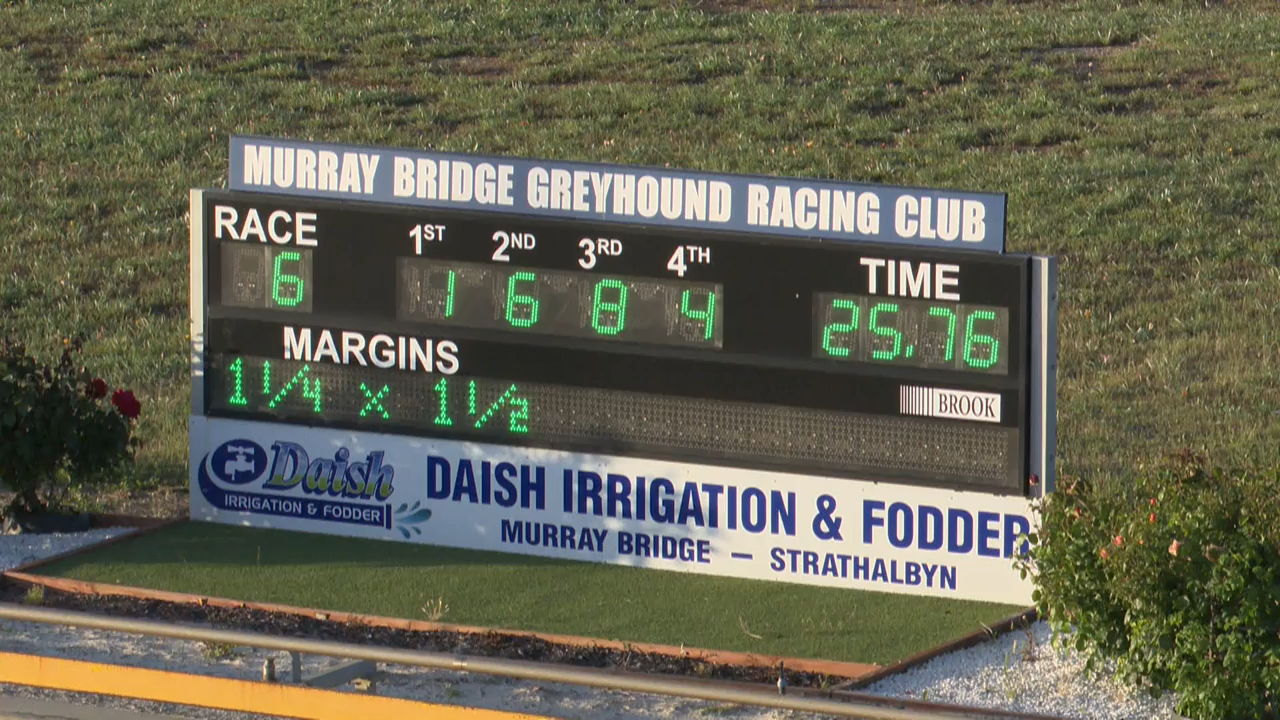 MURRAY BRIDGE GREYHOUND RACING CLUB
RACE 1ST 2ND 3RD 4TH TIME
6 1 6 8 4 25.76
MARGINS
1 1/4 x 1 1/2
BROOK
Daish
IRRIGATION & FODDER
DAISH IRRIGATION & FODDER
MURRAY BRIDGE — STRATHALBYN